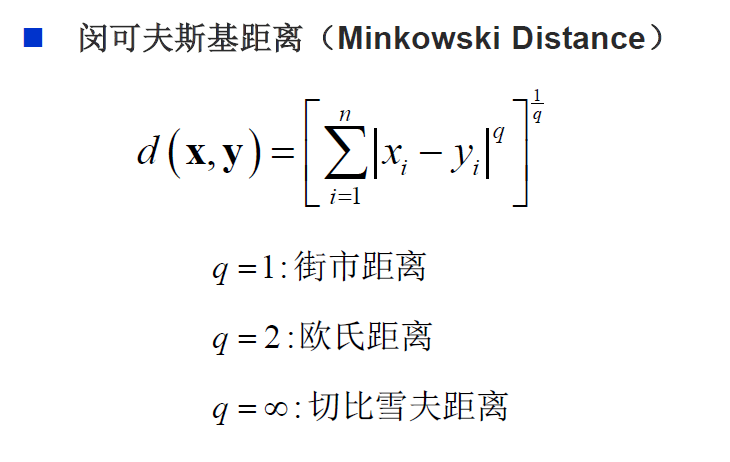 ■ 闵可夫斯基距离（Minkowski Distance）
d(x,y)=[∑_{i=1}^{n}|x_i − y_i|^q]^{1/q}
q=1:街市距离
q=2:欧氏距离
q=∞:切比雪夫距离